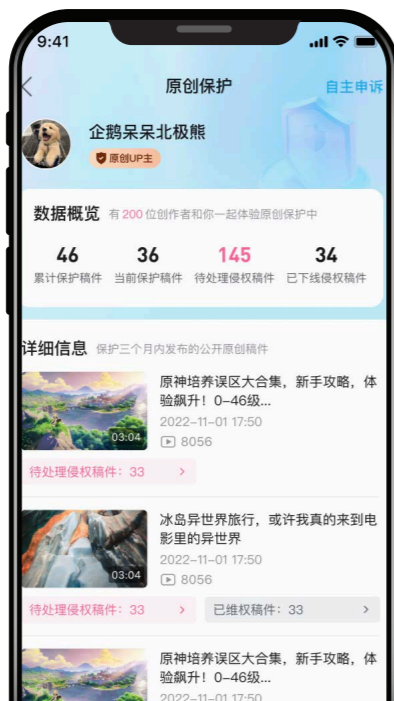 9:41
原创保护
自主申诉
企鹅呆呆北极熊
原创UP主
数据概览 有 200 位创作者和你一起体验原创保护中
46 36 145 34
累计保护稿件 当前保护稿件 待处理侵权稿件 已下线侵权稿件
详细信息 保护三个月内发布的公开原创稿件
原神培养误区大合集，新手攻略，体
验飙升！0-46级...
2022-11-01 17:50
03:04
8056
待处理侵权稿件：33
冰岛异世界旅行，或许我真的来到电
影里的异世界
2022-11-01 17:50
03:04
8056
待处理侵权稿件：33 已维权稿件：33
原神培养误区大合集，新手攻略，体
验飙升！0-46级...
2022-11-01 17:50